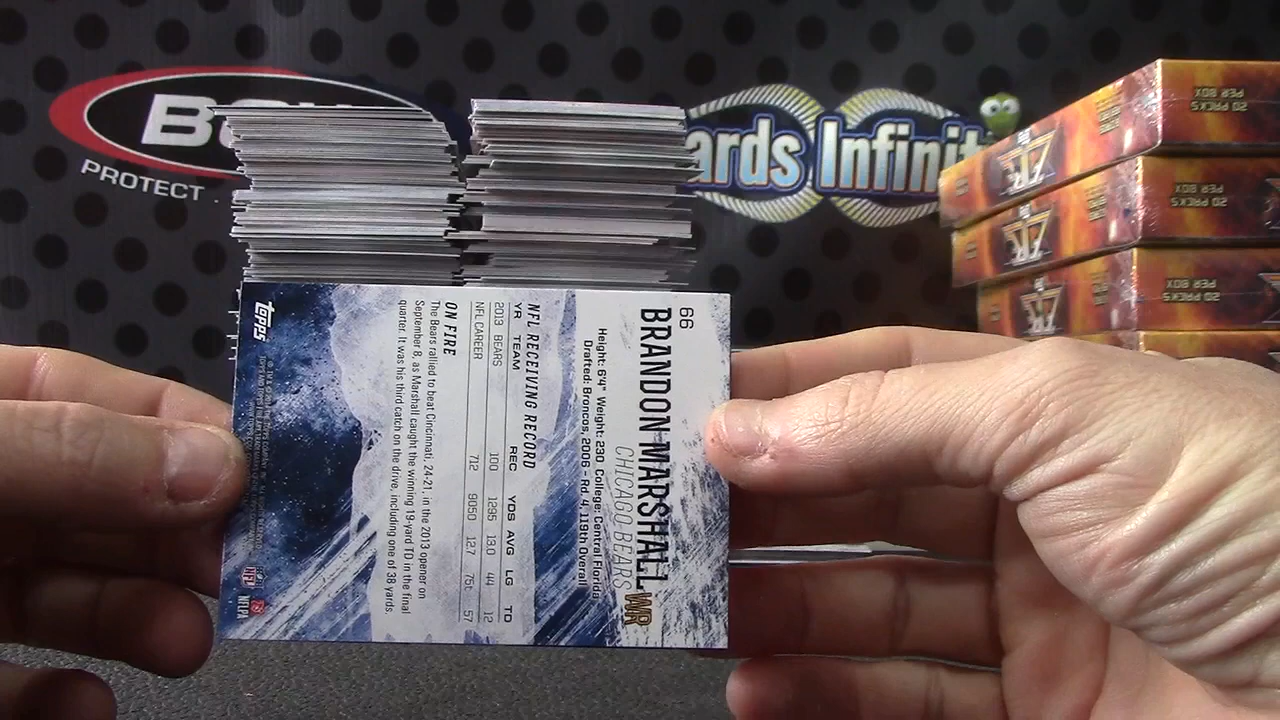 BCW
PROTECT
ards Infinit
20 PACKS
PER BOX
20 PACKS
PER BOX
20 PACKS
PER BOX
66
BRANDON MARSHALL WR
CHICAGO BEARS
Height: 6'4" Weight: 230 College: Central Florida
Drafted: Broncos, 2006 - Rd. 4, 119th Overall
NFL RECEIVING RECORD
YR TEAM REC YDS AVG LG TD
2013 BEARS 100 1295 13.0 44 12
NFL CAREER 712 9050 12.7 75t 57
ON FIRE
The Bears rallied to beat Cincinnati, 24-21, in the 2013 opener on
September 8, as Marshall caught the winning 19-yard TD in the final
quarter. It was his third catch on the drive, including one of 38 yards.
topps
NFL
NFLPA